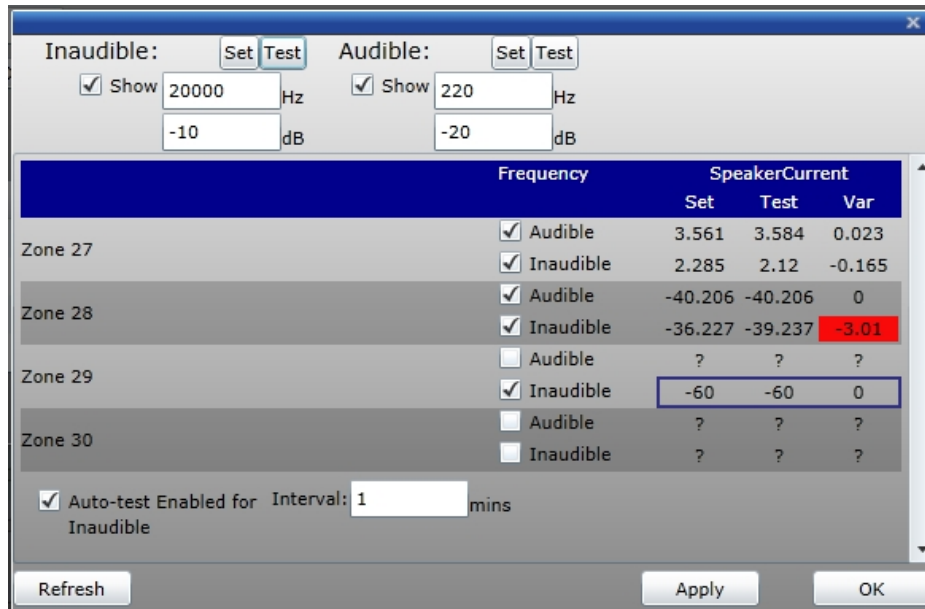 Inaudible: Set Test Audible: Set Test
Show 20000 Hz Show 220 Hz
-10 dB -20 dB
Frequency SpeakerCurrent
Set Test Var
Zone 27
Audible 3.561 3.584 0.023
Inaudible 2.285 2.12 -0.165
Zone 28
Audible -40.206 -40.206 0
Inaudible -36.227 -39.237 -3.01
Zone 29
Audible ? ? ?
Inaudible -60 -60 0
Zone 30
Audible ? ? ?
Inaudible ? ? ?
Auto-test Enabled for Interval: 1 mins
Inaudible
Refresh Apply OK